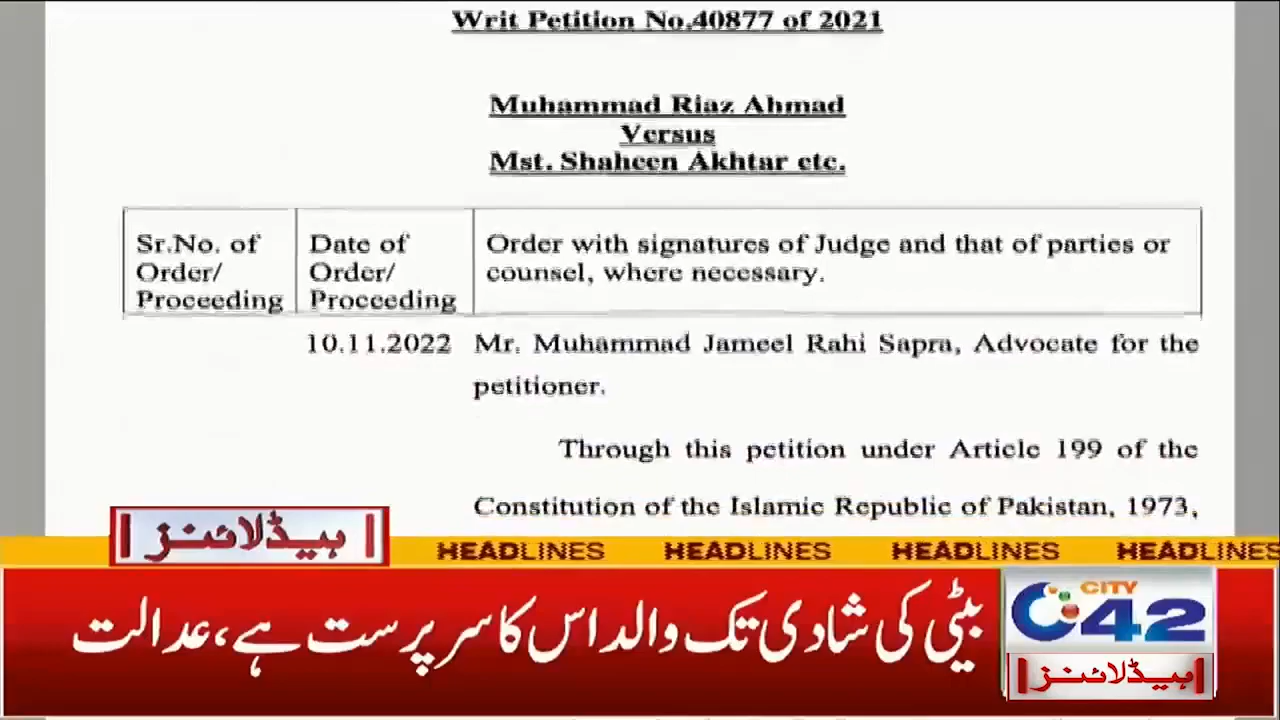 Writ Petition No.40877 of 2021
Muhammad Riaz Ahmad
Versus
Mst. Shaheen Akhtar etc.
Sr.No. of
Order/
Proceeding
Date of
Order/
Proceeding
Order with signatures of Judge and that of parties or
counsel, where necessary.
10.11.2022
Mr. Muhammad Jameel Rahi Sapra, Advocate for the
petitioner.
Through this petition under Article 199 of the
Constitution of the Islamic Republic of Pakistan, 1973,
ہیڈلائنز
HEADLINES HEADLINES HEADLINES HEADLINES
بیٹی کی شادی تک والد اس کا سرپرست ہے، عدالت
CITY
42
ہیڈلائنز